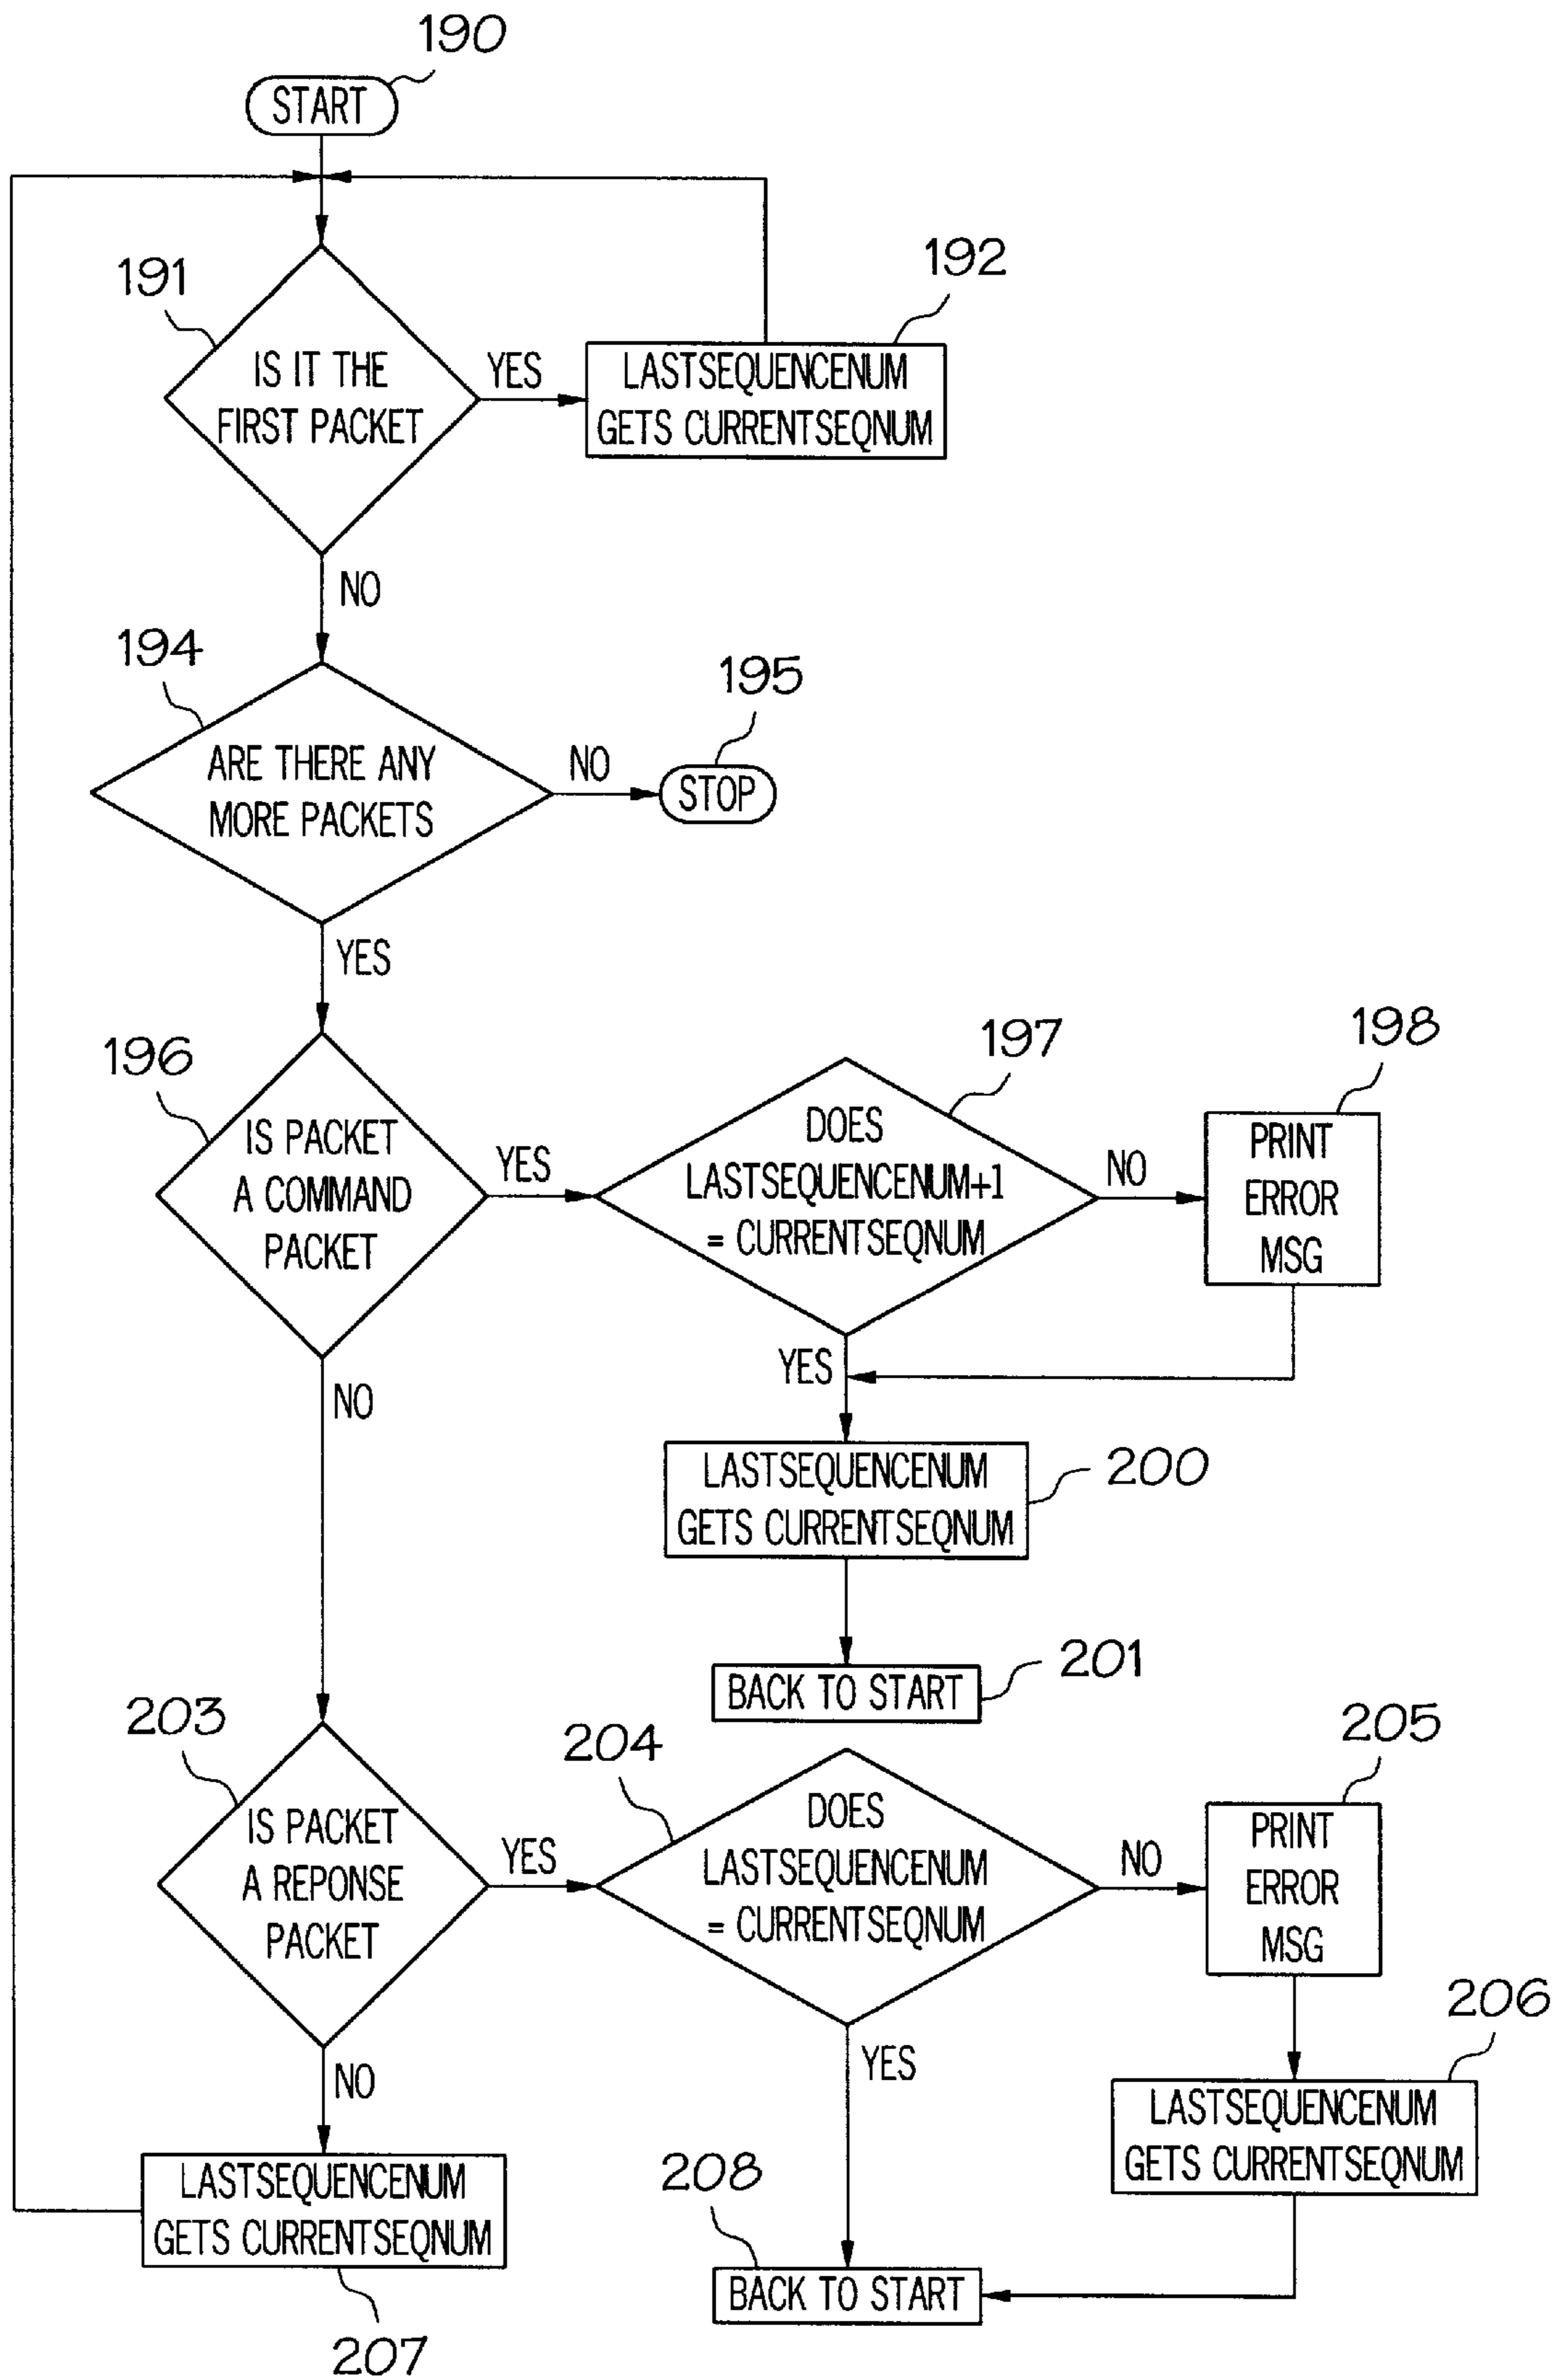 190
START
191
IS IT THE
FIRST PACKET
YES
192
LASTSEQUENCENUM
GETS CURRENTSEQNUM
NO
194
ARE THERE ANY
MORE PACKETS
NO
195
STOP
YES
196
IS PACKET
A COMMAND
PACKET
YES
197
DOES
LASTSEQUENCENUM+1
= CURRENTSEQNUM
NO
198
PRINT
ERROR
MSG
YES
NO
LASTSEQUENCENUM
GETS CURRENTSEQNUM
200
BACK TO START
201
203
IS PACKET
A REPONSE
PACKET
YES
204
DOES
LASTSEQUENCENUM
= CURRENTSEQNUM
NO
205
PRINT
ERROR
MSG
YES
206
LASTSEQUENCENUM
GETS CURRENTSEQNUM
NO
LASTSEQUENCENUM
GETS CURRENTSEQNUM
207
208
BACK TO START